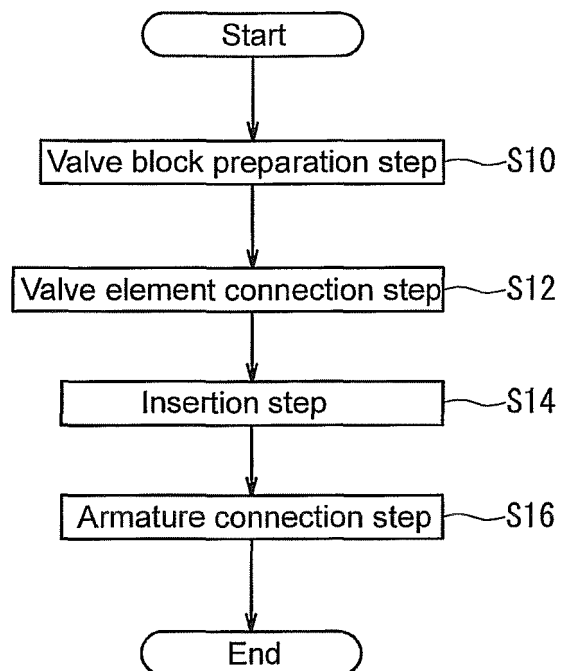 Start
Valve block preparation step S10
Valve element connection step S12
Insertion step S14
Armature connection step S16
End